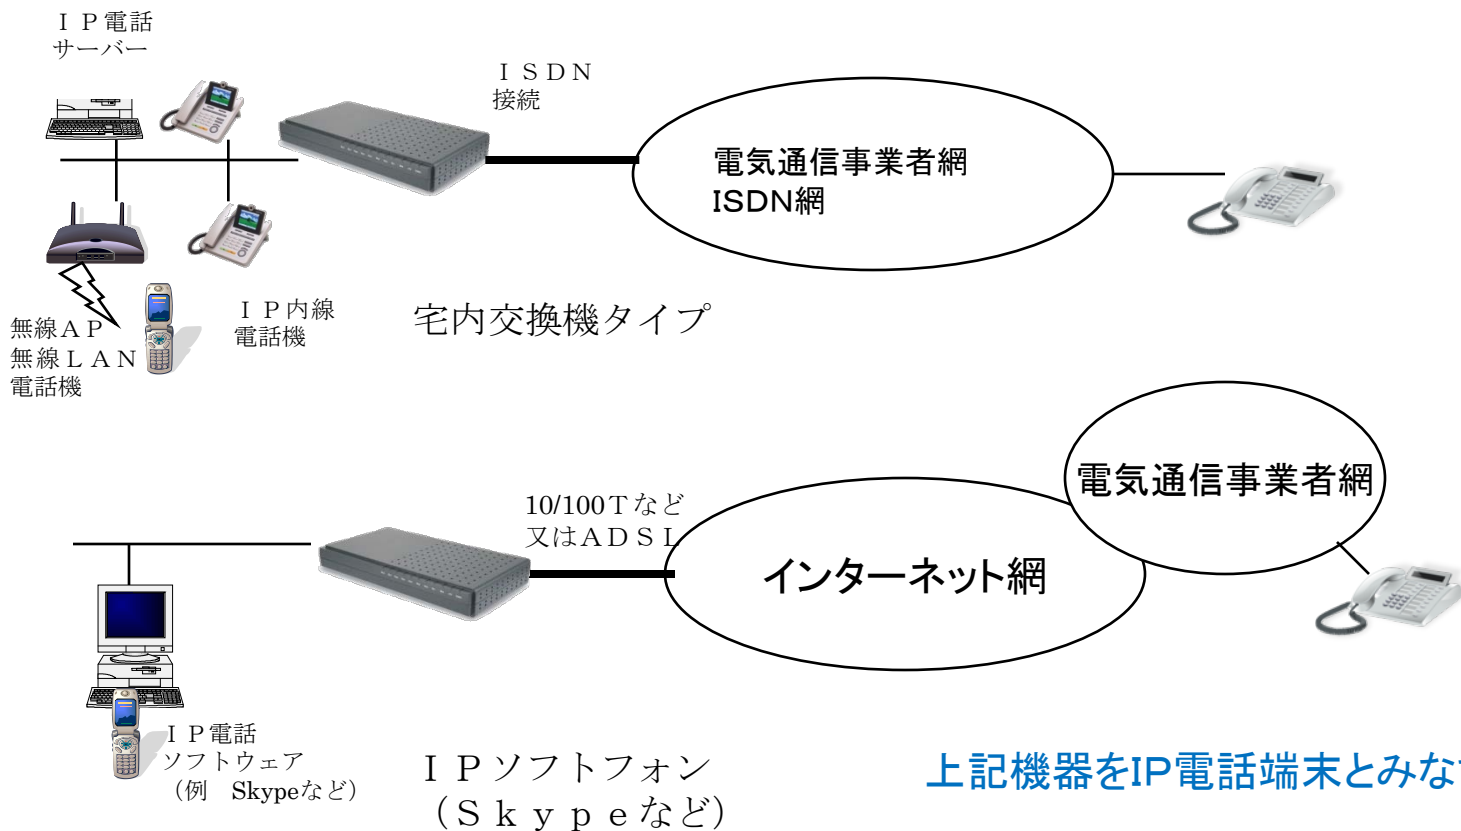 ＩＰ電話
サーバー
ＩＳＤＮ
接続
電気通信事業者網
ISDN網
ＩＰ内線
電話機
無線ＡＰ
無線ＬＡＮ
電話機
宅内交換機タイプ
電気通信事業者網
10/100Ｔなど
又はＡＤＳＬ
インターネット網
ＩＰ電話
ソフトウェア
（例　Skypeなど）
ＩＰソフトフォン
（Ｓｋｙｐｅなど）
上記機器をIP電話端末とみなす